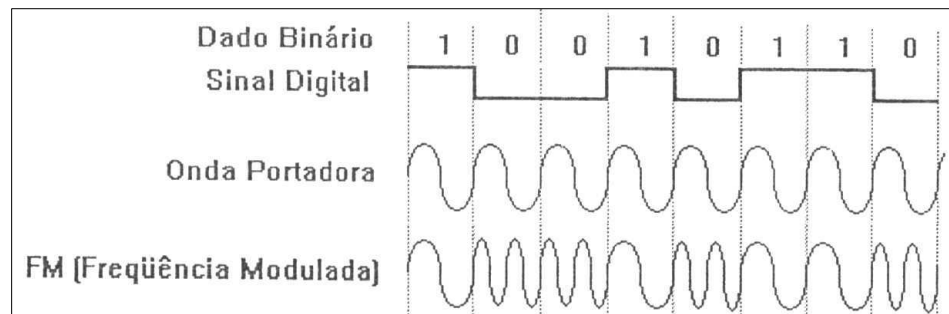 Dado Binário 1 0 0 1 0 1 1 0
Sinal Digital
Onda Portadora
FM (Freqüência Modulada)